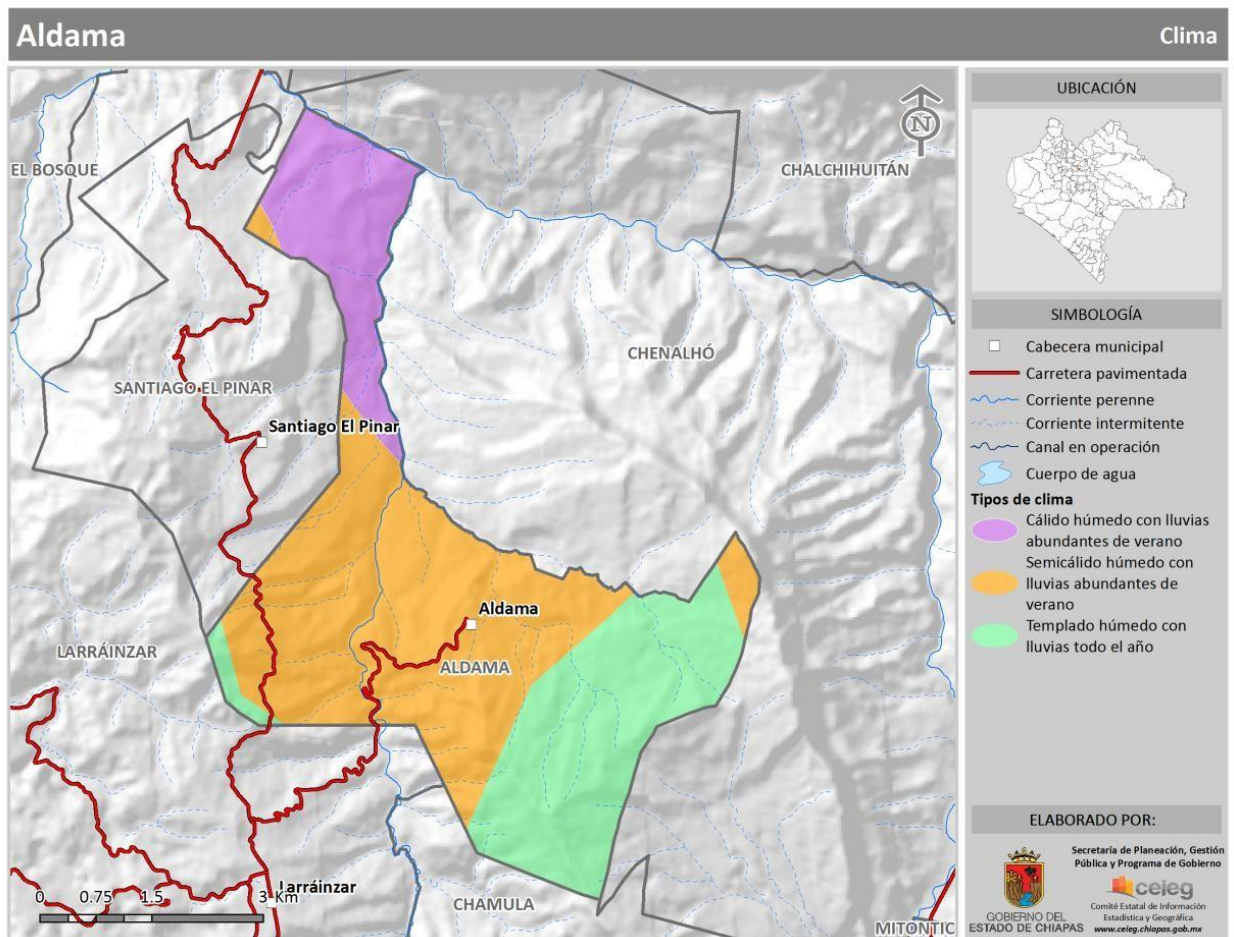 Aldama
Clima
EL BOSQUE
CHALCHIHUITÁN
N
CHENALHÓ
SANTIAGO EL PINAR
Santiago El Pinar
Aldama
ALDAMA
LARRÁINZAR
Larráinzar
0 0.75 1.5 3 Km
CHAMULA
MITONTIC
UBICACIÓN
SIMBOLOGÍA
Cabecera municipal
Carretera pavimentada
Corriente perenne
Corriente intermitente
Canal en operación
Cuerpo de agua
Tipos de clima
Cálido húmedo con lluvias
abundantes de verano
Semicálido húmedo con
lluvias abundantes de
verano
Templado húmedo con
lluvias todo el año
ELABORADO POR:
GOBIERNO DEL
ESTADO DE CHIAPAS
Secretaría de Planeación, Gestión
Pública y Programa de Gobierno
ceieg
Comité Estatal de Información
Estadística y Geográfica
www.ceieg.chiapas.gob.mx